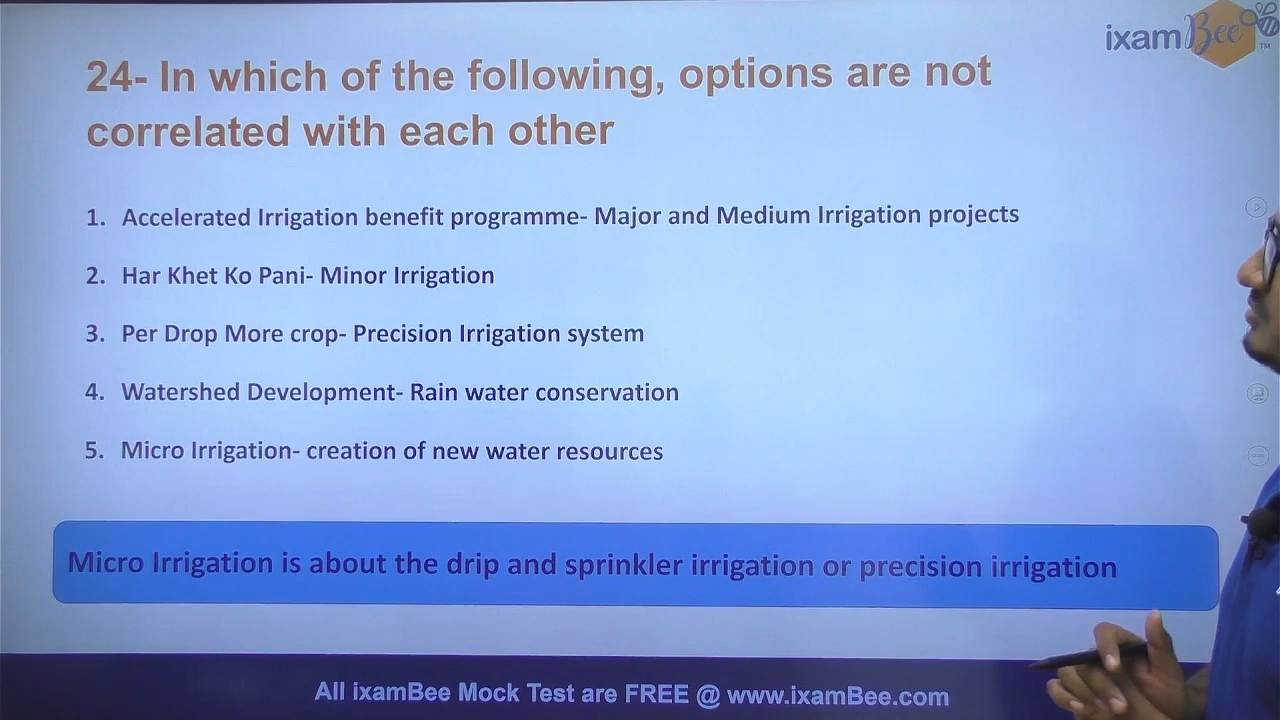 ixamBee™
24- In which of the following, options are not
correlated with each other
1. Accelerated Irrigation benefit programme- Major and Medium Irrigation projects
2. Har Khet Ko Pani- Minor Irrigation
3. Per Drop More crop- Precision Irrigation system
4. Watershed Development- Rain water conservation
5. Micro Irrigation- creation of new water resources
Micro Irrigation is about the drip and sprinkler irrigation or precision irrigation
All ixamBee Mock Test are FREE @ www.ixamBee.com